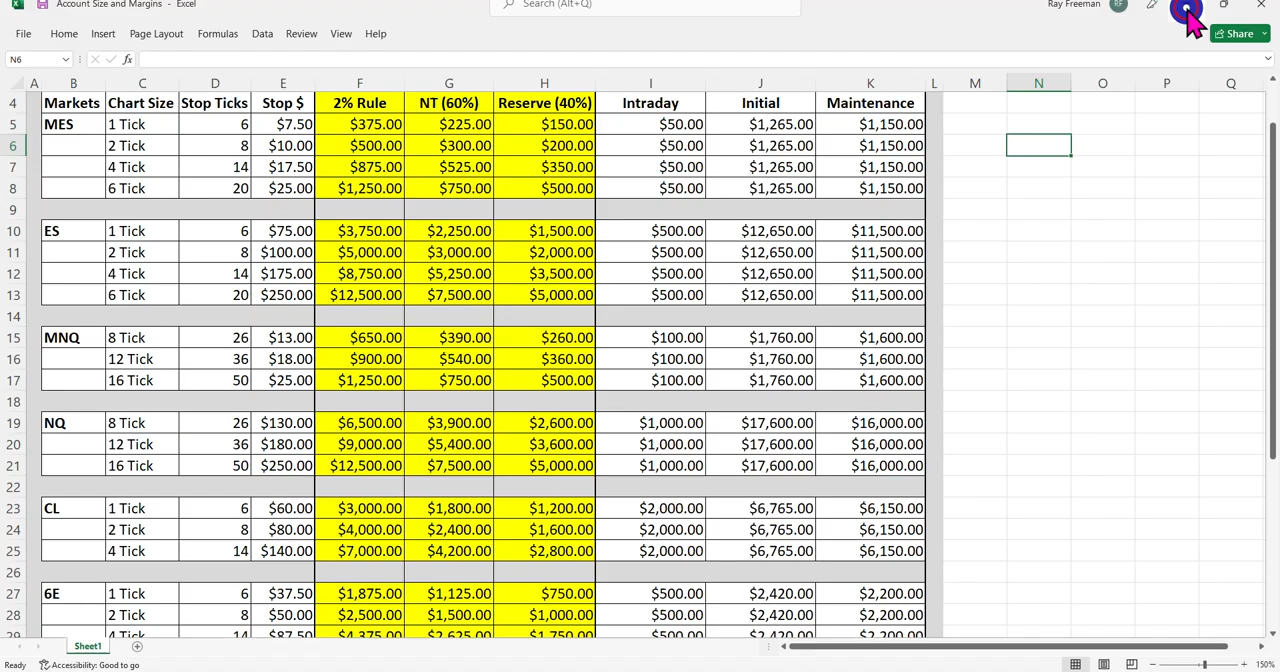 Account Size and Margins - Excel
Search (Alt+Q)
Ray Freeman RF
File Home Insert Page Layout Formulas Data Review View Help
Share
N6 fx
A B C D E F G H I J K L M N O P Q
4 Markets Chart Size Stop Ticks Stop $ 2% Rule NT (60%) Reserve (40%) Intraday Initial Maintenance
5 MES 1 Tick 6 $7.50 $375.00 $225.00 $150.00 $50.00 $1,265.00 $1,150.00
6 2 Tick 8 $10.00 $500.00 $300.00 $200.00 $50.00 $1,265.00 $1,150.00
7 4 Tick 14 $17.50 $875.00 $525.00 $350.00 $50.00 $1,265.00 $1,150.00
8 6 Tick 20 $25.00 $1,250.00 $750.00 $500.00 $50.00 $1,265.00 $1,150.00
9
10 ES 1 Tick 6 $75.00 $3,750.00 $2,250.00 $1,500.00 $500.00 $12,650.00 $11,500.00
11 2 Tick 8 $100.00 $5,000.00 $3,000.00 $2,000.00 $500.00 $12,650.00 $11,500.00
12 4 Tick 14 $175.00 $8,750.00 $5,250.00 $3,500.00 $500.00 $12,650.00 $11,500.00
13 6 Tick 20 $250.00 $12,500.00 $7,500.00 $5,000.00 $500.00 $12,650.00 $11,500.00
14
15 MNQ 8 Tick 26 $13.00 $650.00 $390.00 $260.00 $100.00 $1,760.00 $1,600.00
16 12 Tick 36 $18.00 $900.00 $540.00 $360.00 $100.00 $1,760.00 $1,600.00
17 16 Tick 50 $25.00 $1,250.00 $750.00 $500.00 $100.00 $1,760.00 $1,600.00
18
19 NQ 8 Tick 26 $130.00 $6,500.00 $3,900.00 $2,600.00 $1,000.00 $17,600.00 $16,000.00
20 12 Tick 36 $180.00 $9,000.00 $5,400.00 $3,600.00 $1,000.00 $17,600.00 $16,000.00
21 16 Tick 50 $250.00 $12,500.00 $7,500.00 $5,000.00 $1,000.00 $17,600.00 $16,000.00
22
23 CL 1 Tick 6 $60.00 $3,000.00 $1,800.00 $1,200.00 $2,000.00 $6,765.00 $6,150.00
24 2 Tick 8 $80.00 $4,000.00 $2,400.00 $1,600.00 $2,000.00 $6,765.00 $6,150.00
25 4 Tick 14 $140.00 $7,000.00 $4,200.00 $2,800.00 $2,000.00 $6,765.00 $6,150.00
26
27 6E 1 Tick 6 $37.50 $1,875.00 $1,125.00 $750.00 $500.00 $2,420.00 $2,200.00
28 2 Tick 8 $50.00 $2,500.00 $1,500.00 $1,000.00 $500.00 $2,420.00 $2,200.00
29 4 Tick 14 $87.50 $4,375.00 $2,625.00 $1,750.00 $500.00 $2,420.00 $2,200.00
Sheet1
Ready Accessibility: Good to go 150%